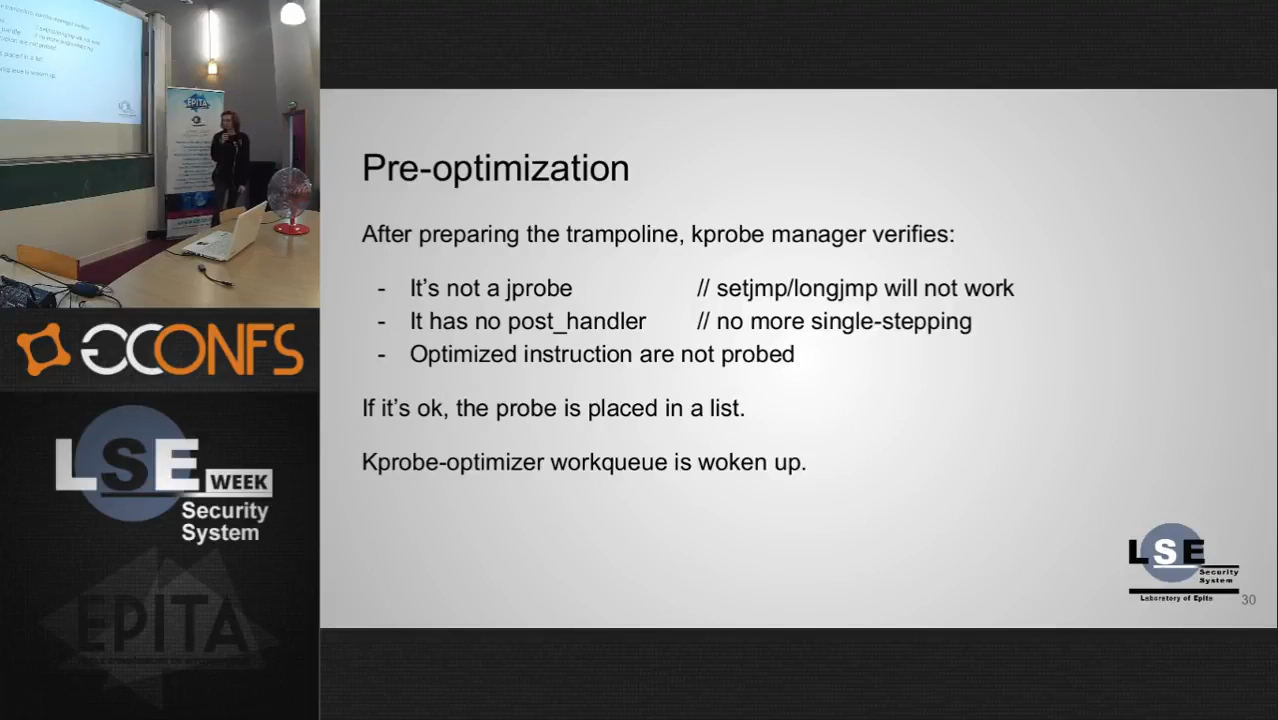 Pre-optimization
After preparing the trampoline, kprobe manager verifies:
- It's not a jprobe // setjmp/longjmp will not work
- It has no post_handler // no more single-stepping
- Optimized instruction are not probed
If it's ok, the probe is placed in a list.
Kprobe-optimizer workqueue is woken up.
LSE
Security
System
Laboratory of Epita
30
EPITA
CONFS
LSE WEEK
Security
System
EPITA